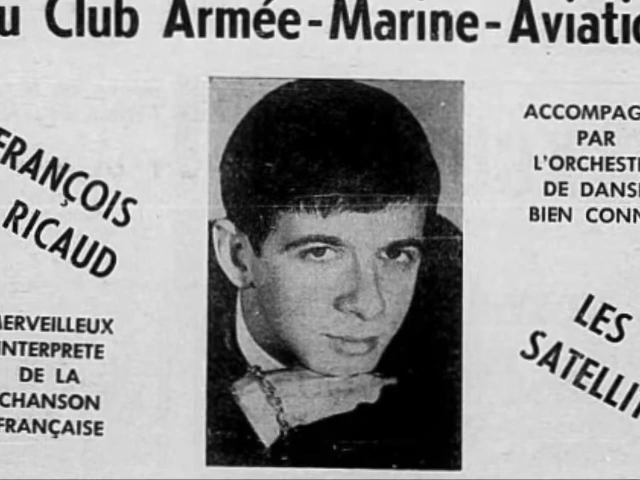 u Club Armée-Marine-Aviatio
FRANÇOIS
RICAUD
MERVEILLEUX
INTERPRETE
DE LA
CHANSON
FRANÇAISE
ACCOMPAG
PAR
L'ORCHEST
DE DANSE
BIEN CONN
LES
SATELLI